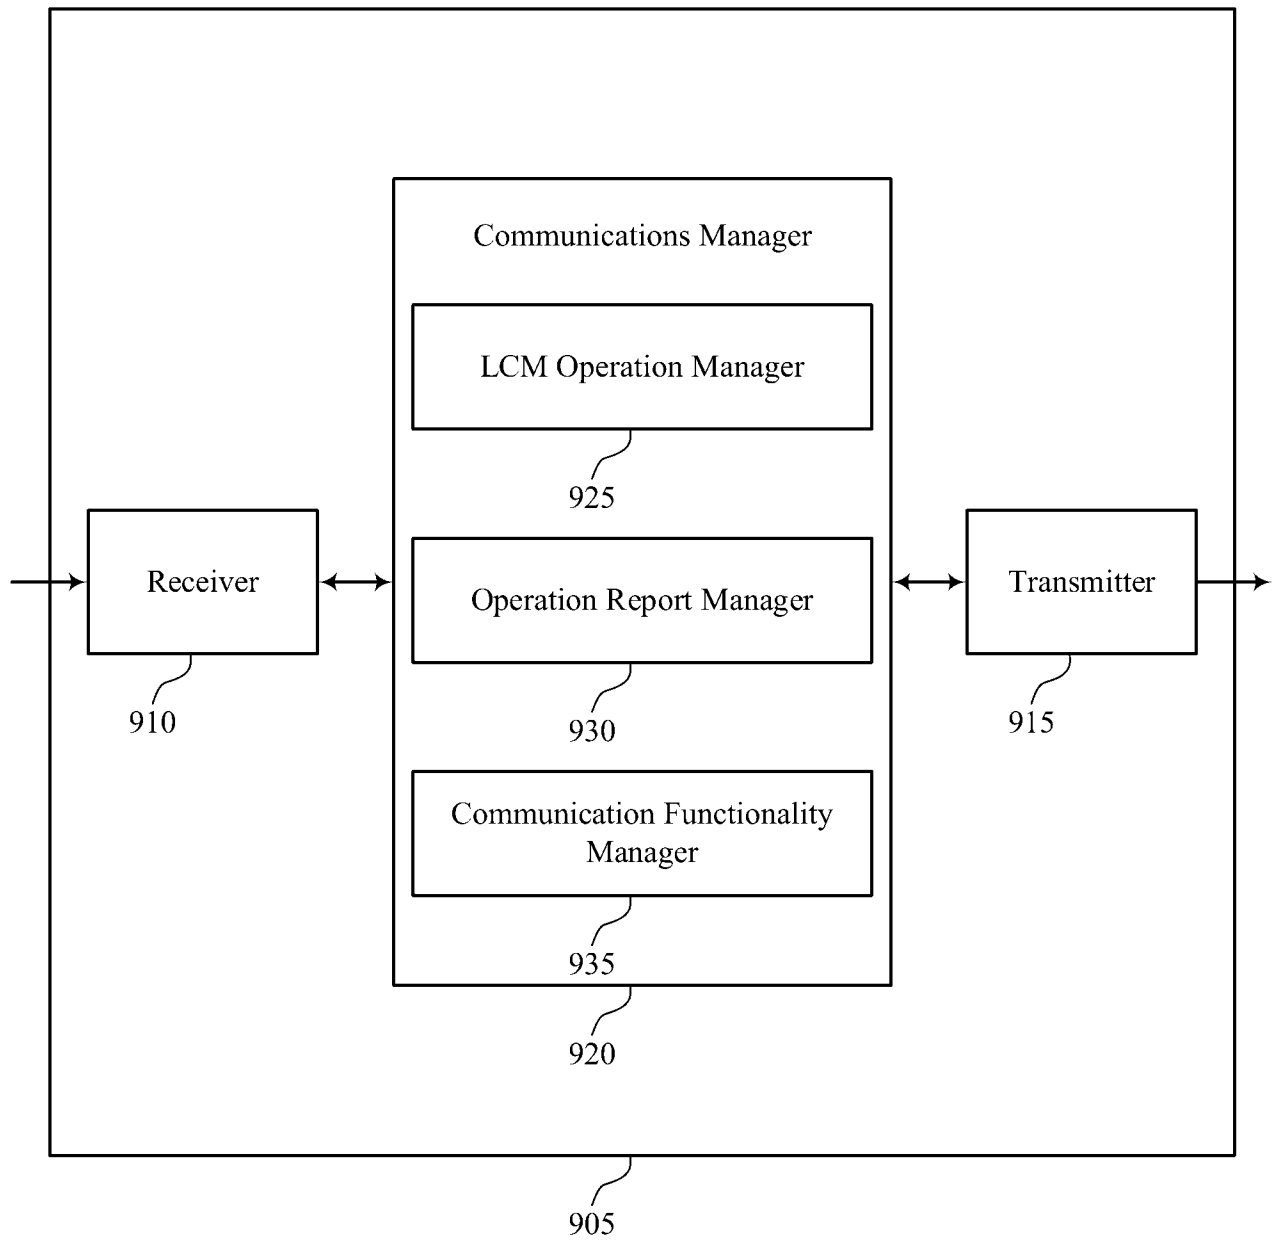 Communications Manager
LCM Operation Manager
925
Receiver
910
Operation Report Manager
930
Transmitter
915
Communication Functionality
Manager
935
920
905